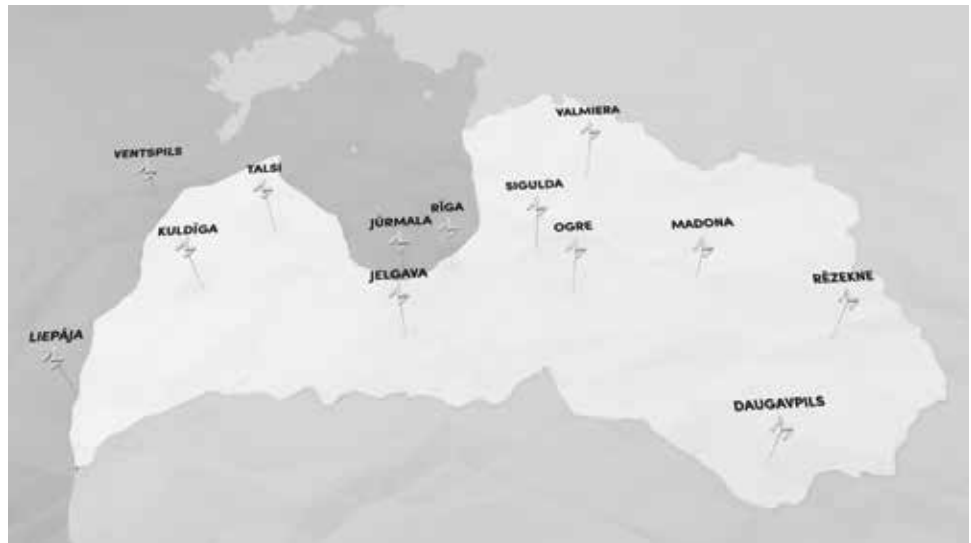 VALMIERA
VENTSPILS
TALSI
SIGULDA
RĪGA
JŪRMALA
KULDĪGA
OGRE
MADONA
JELGAVA
RĒZEKNE
LIEPĀJA
DAUGAVPILS